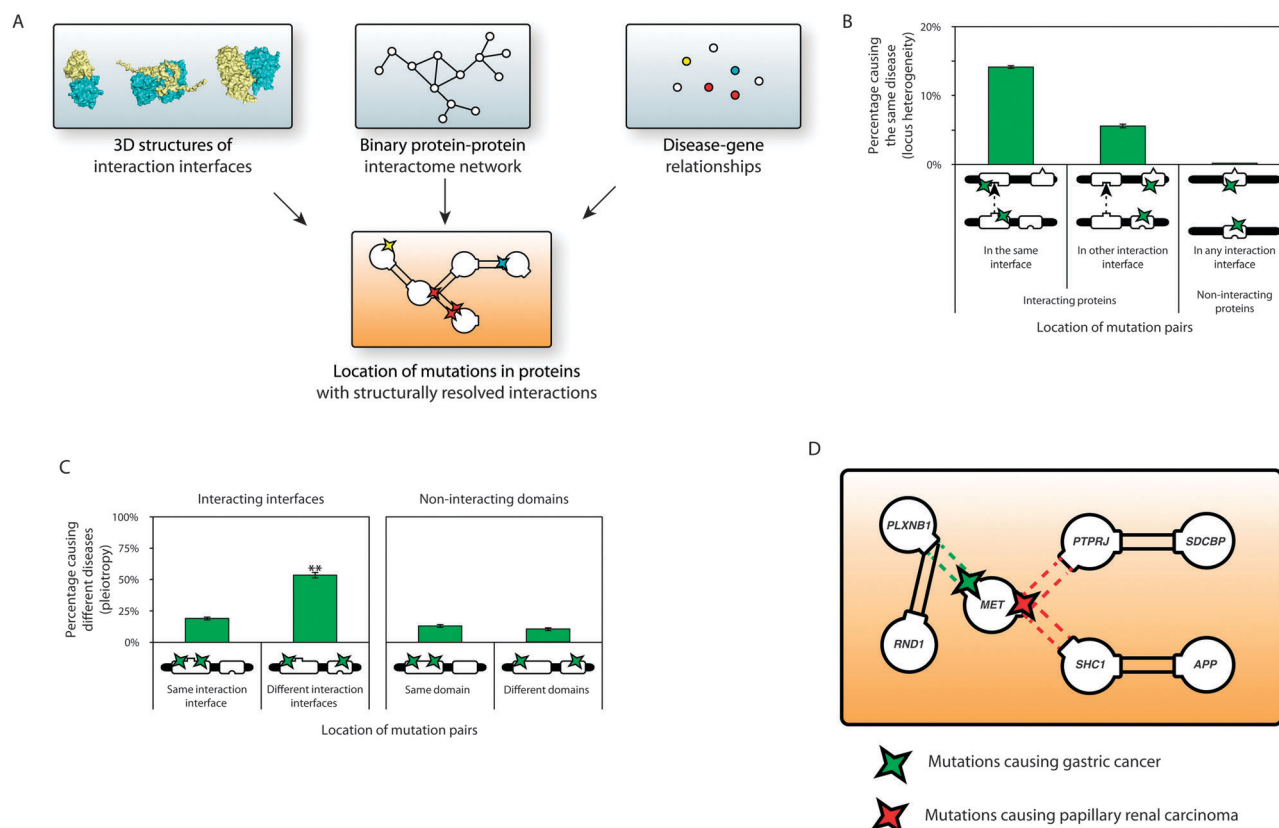 A
3D structures of
interaction interfaces
Binary protein-protein
interactome network
Disease-gene
relationships
Location of mutations in proteins
with structurally resolved interactions
B
Percentage causing
the same disease
(locus heterogeneity)
20%
10%
0%
In the same
interface
In other interaction
interface
In any interaction
interface
Interacting proteins
Non-interacting
proteins
Location of mutation pairs
C
Interacting interfaces
Non-interacting domains
Percentage causing
different diseases
(pleiotropy)
100%
75%
50%
25%
0%
**
Same interaction
interface
Different interaction
interfaces
Same domain
Different domains
Location of mutation pairs
D
PLXNB1
RND1
MET
PTPRJ
SDCBP
SHC1
APP
Mutations causing gastric cancer
Mutations causing papillary renal carcinoma